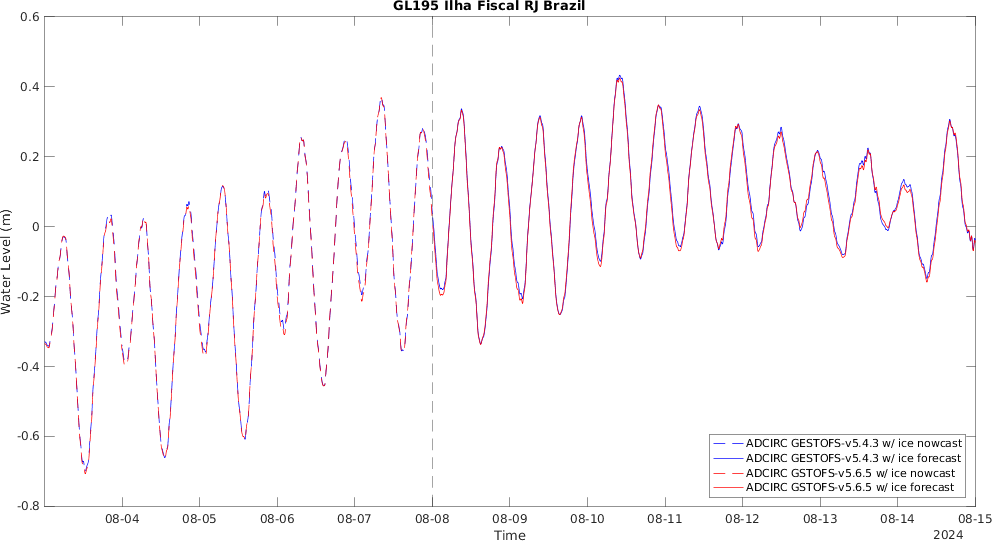 GL195 Ilha Fiscal RJ Brazil
0.6
0.4
0.2
0
-0.2
-0.4
-0.6
-0.8
Water Level (m)
ADCIRC GESTOFS-v5.4.3 w/ ice nowcast
ADCIRC GESTOFS-v5.4.3 w/ ice forecast
ADCIRC GSTOFS-v5.6.5 w/ ice nowcast
ADCIRC GSTOFS-v5.6.5 w/ ice forecast
08-04 08-05 08-06 08-07 08-08 08-09 08-10 08-11 08-12 08-13 08-14 08-15
Time
2024